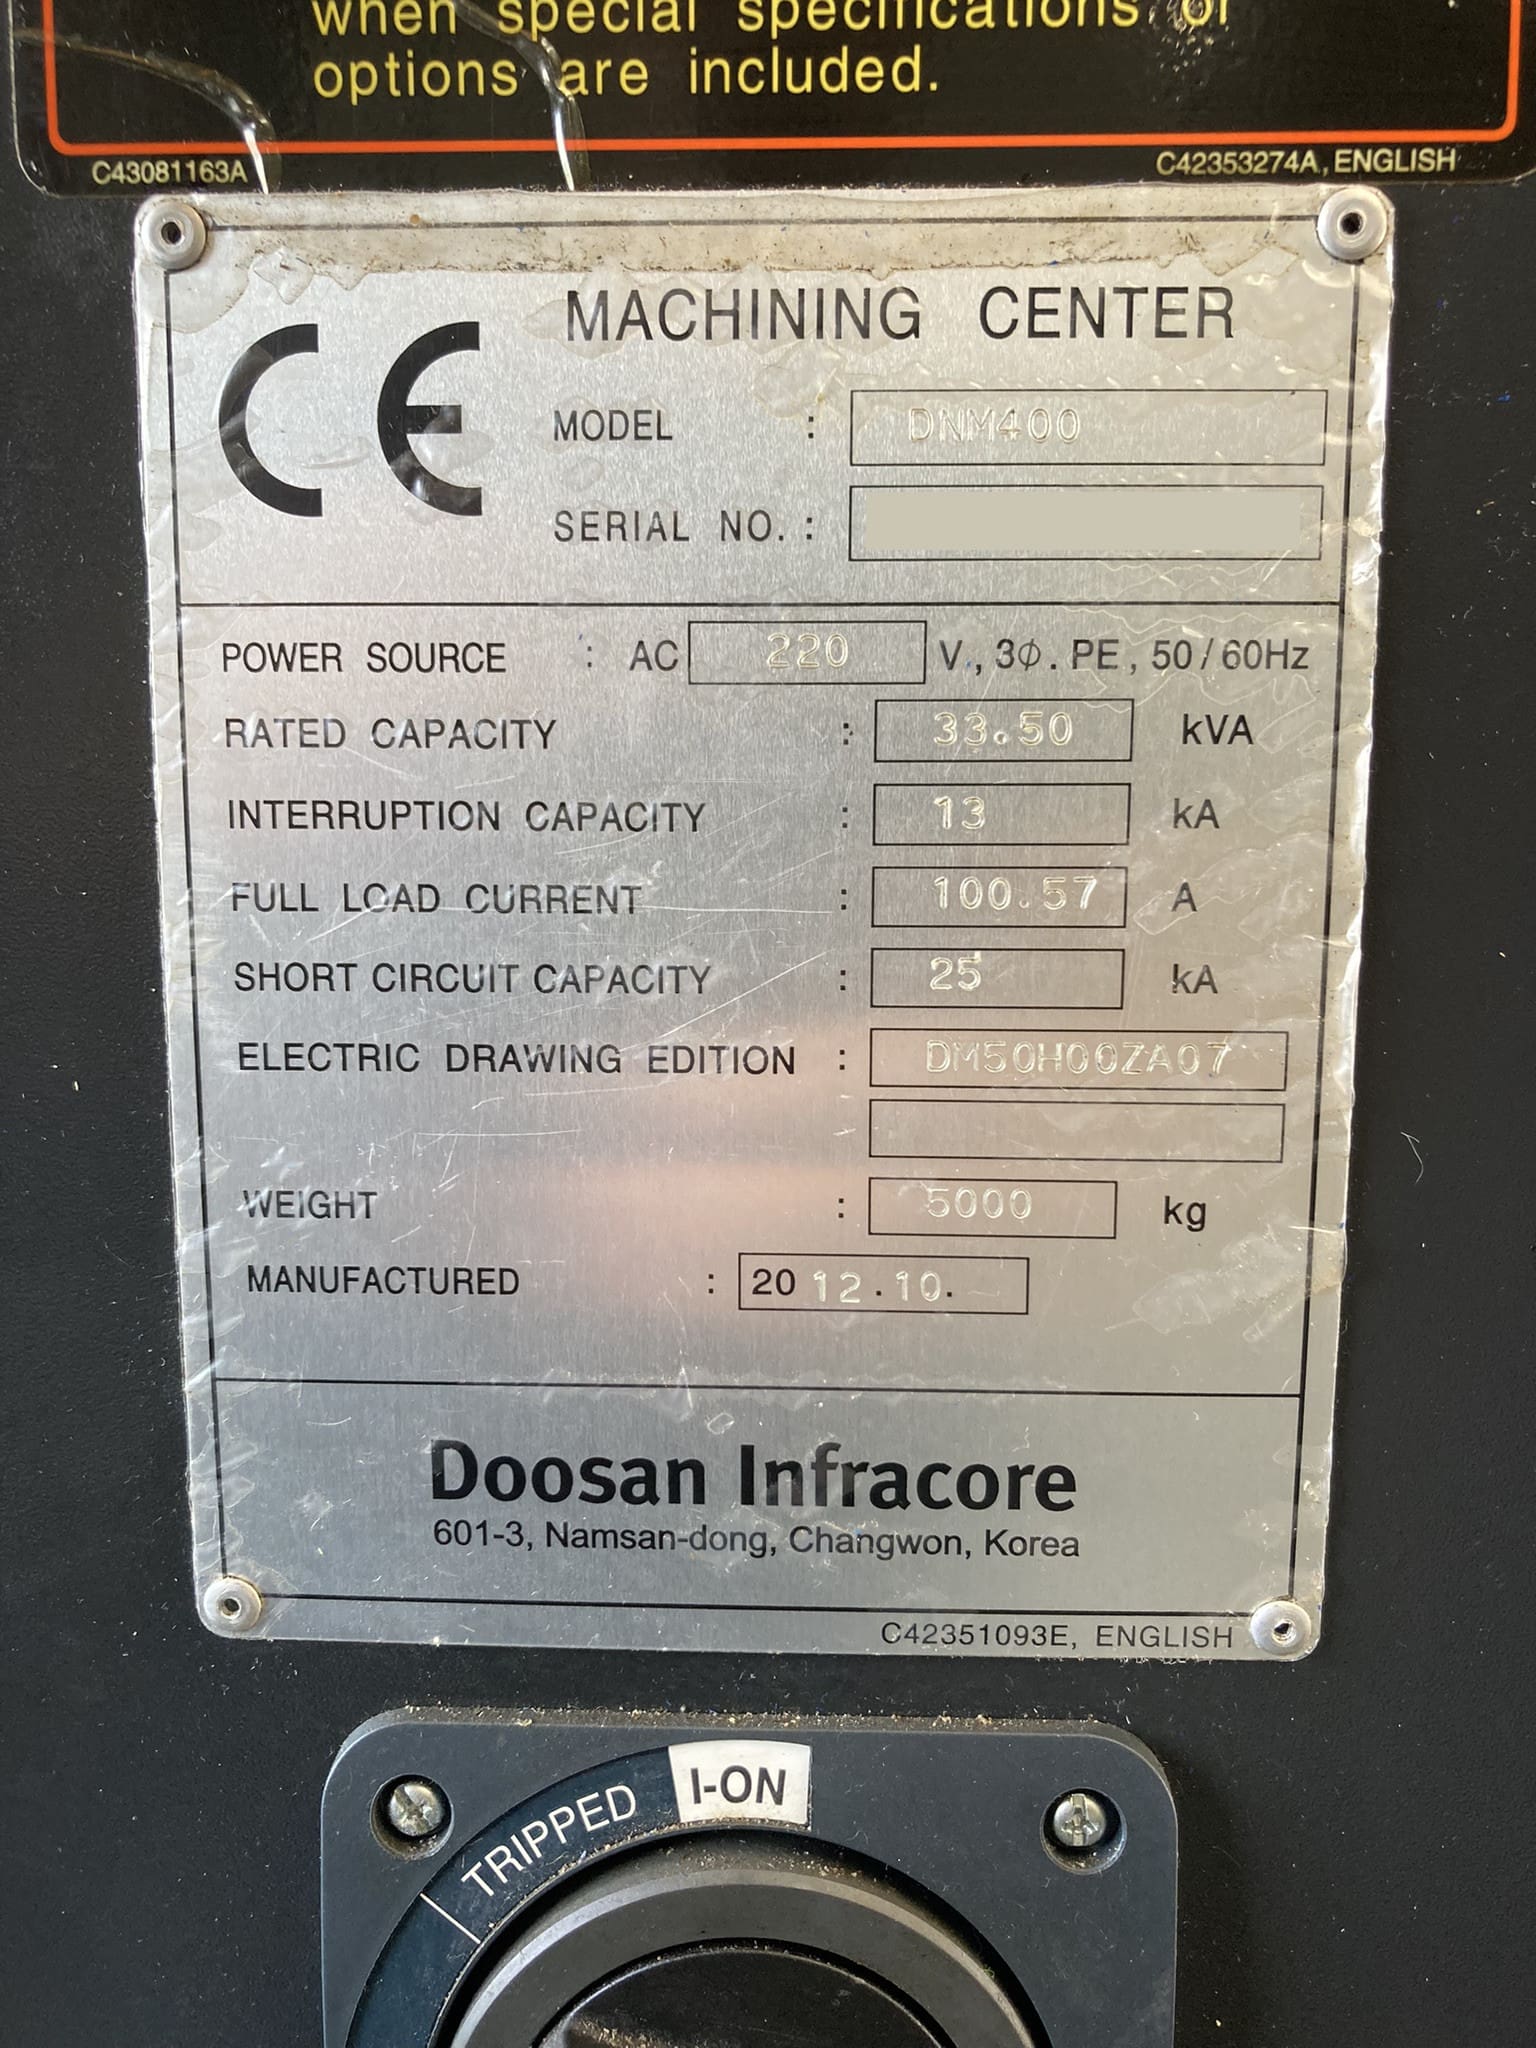 when special specifications or
options are included.
C43081163A
C42353274A, ENGLISH
CE
MACHINING CENTER
MODEL : DNM400
SERIAL NO. :
POWER SOURCE : AC 220 V., 3Φ. PE, 50/60Hz
RATED CAPACITY : 33.50 kVA
INTERRUPTION CAPACITY : 13 kA
FULL LOAD CURRENT : 100.57 A
SHORT CIRCUIT CAPACITY : 25 kA
ELECTRIC DRAWING EDITION : DM50H00ZA07
WEIGHT : 5000 kg
MANUFACTURED : 2012.10.
Doosan Infracore
601-3, Namsan-dong, Changwon, Korea
C42351093E, ENGLISH
TRIPPED
I-ON